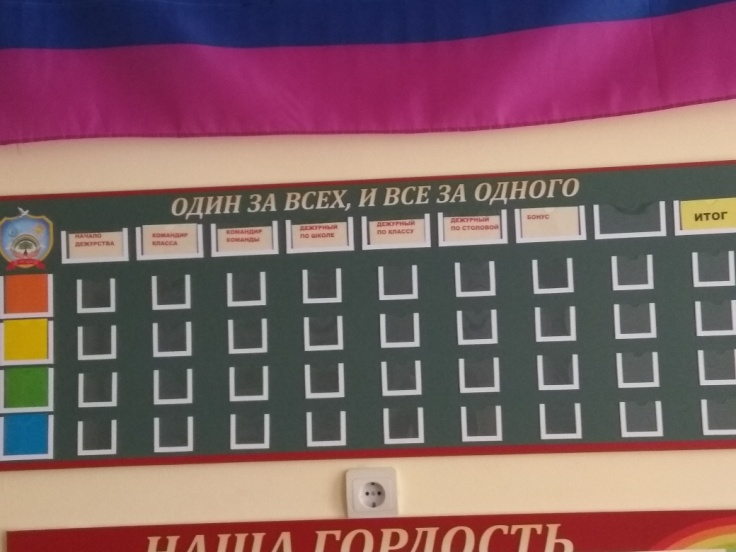 ОДИН ЗА ВСЕХ, И ВСЕ ЗА ОДНОГО
НАЧАЛО
ДЕЖУРСТВА
КОМАНДИР
КЛАССА
КОМАНДИР
КОМАНДЫ
ДЕЖУРНЫЙ
ПО ШКОЛЕ
ДЕЖУРНЫЙ
ПО КЛАССУ
ДЕЖУРНЫЙ
ПО СТОЛОВОЙ
БОНУС
ИТОГ
НАША ГОРДОСТЬ